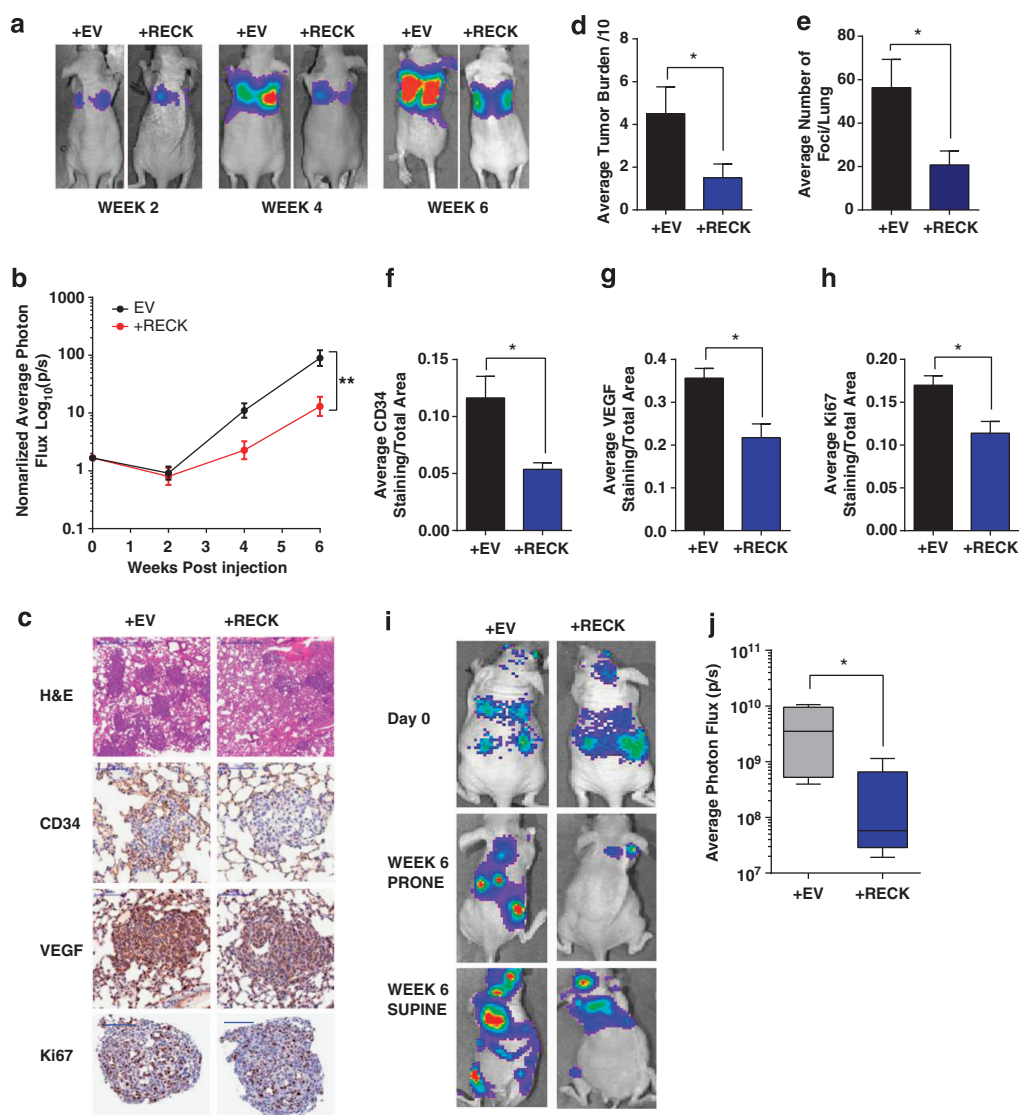 a
+EV +RECK +EV +RECK +EV +RECK
WEEK 2 WEEK 4 WEEK 6
d
Average Tumor Burden /10
8
6
4
2
0
*
+EV +RECK
e
Average Number of
Foci/Lung
80
60
40
20
0
*
+EV +RECK
b
Nomarlized Average Photon
Flux Log10(p/s)
1000
100
10
1
0.1
EV
+RECK
**
0 1 2 3 4 5 6
Weeks Post injection
f
Average CD34
Staining/Total Area
0.15
0.10
0.05
0.00
*
+EV +RECK
g
Average VEGF
Staining/Total Area
0.4
0.3
0.2
0.1
0.0
*
+EV +RECK
h
Average Ki67
Staining/Total Area
0.20
0.15
0.10
0.05
0.00
*
+EV +RECK
c
+EV +RECK
H&E
CD34
VEGF
Ki67
i
+EV +RECK
Day 0
WEEK 6
PRONE
WEEK 6
SUPINE
j
Average Photon Flux (p/s)
10^11
10^10
10^9
10^8
10^7
*
+EV +RECK